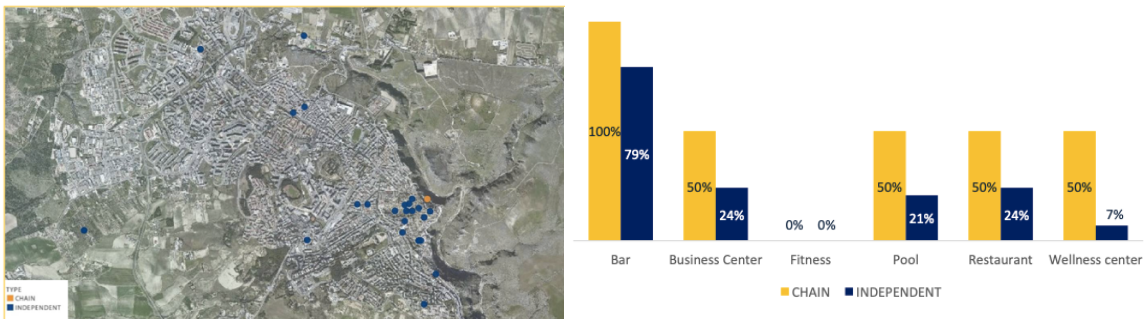 TYPE
CHAIN
INDEPENDENT
100%
79%
50%
24%
0%
0%
50%
21%
50%
24%
50%
7%
Bar
Business Center
Fitness
Pool
Restaurant
Wellness center
CHAIN
INDEPENDENT